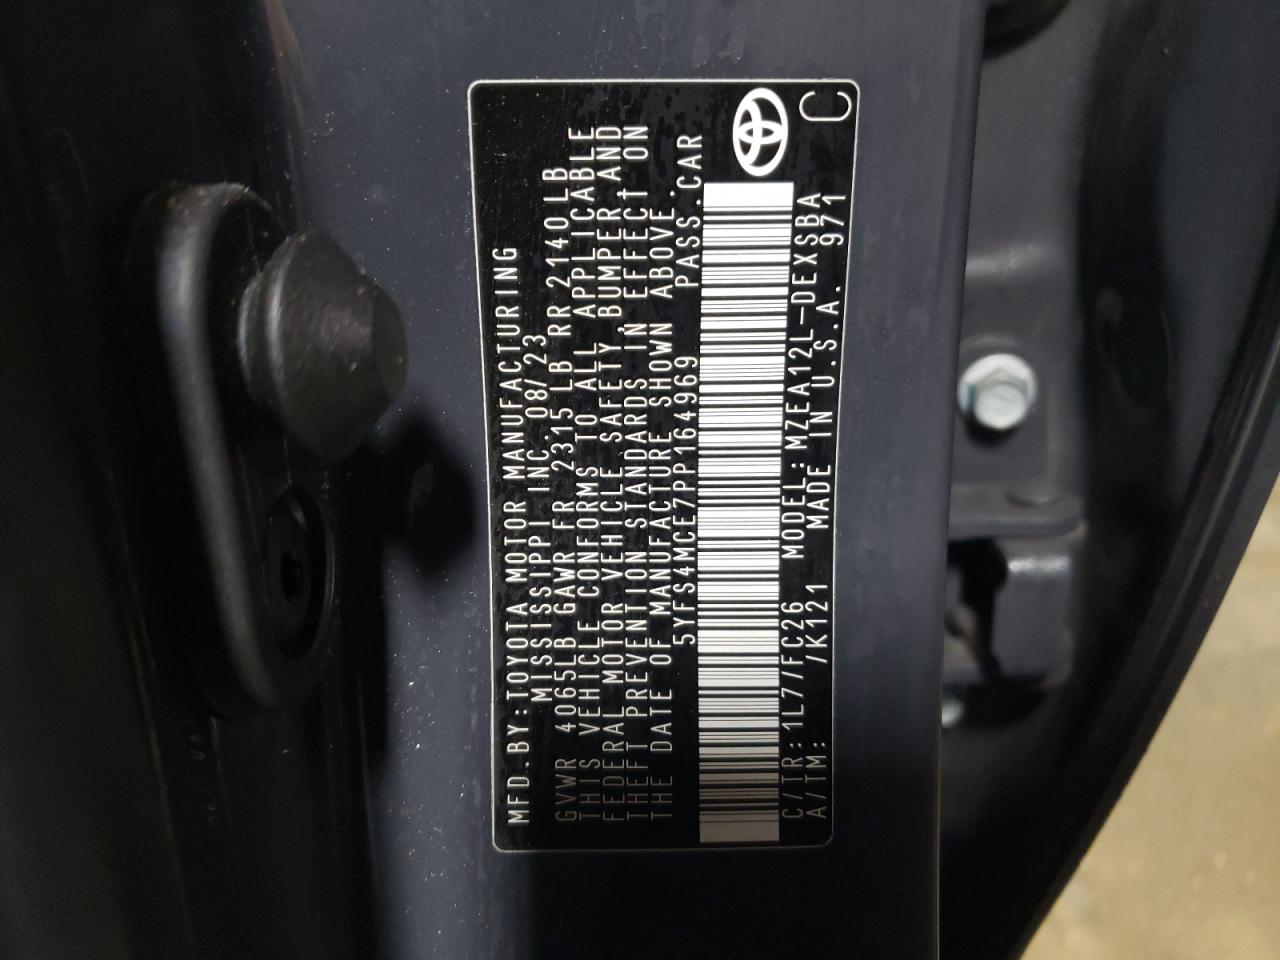 MFD.BY:TOYOTA MOTOR MANUFACTURING
MISSISSIPPI INC. 08/23
GVWR 4065LB GAWR FR 2315 LB RR 2140 LB
THIS VEHICLE CONFORMS TO ALL APPLICABLE
FEDERAL MOTOR VEHICLE SAFETY, BUMPER, AND
THEFT PREVENTION STANDARDS IN EFFECT ON
THE DATE OF MANUFACTURE SHOWN ABOVE.
5YFS4MCE7PP164969 PASS.CAR
C/TR: 1L7/FC26 MODEL: MZEA12L-DEXSBA
A/TM: /K121 MADE IN U.S.A. 971
C